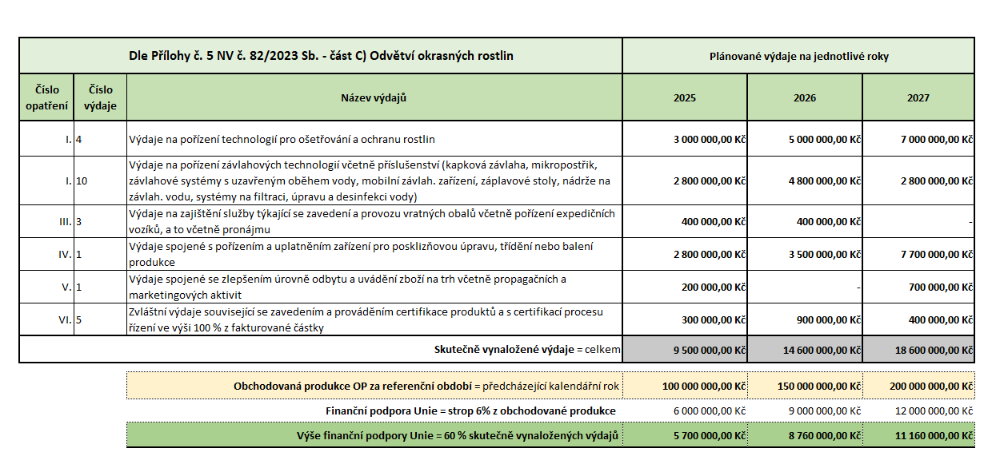 Dle Přílohy č. 5 NV č. 82/2023 Sb. - část C) Odvětví okrasných rostlin Plánované výdaje na jednotlivé roky
Číslo opatření Číslo výdaje Název výdajů 2025 2026 2027
I. 4 Výdaje na pořízení technologií pro ošetřování a ochranu rostlin 3 000 000,00 Kč 5 000 000,00 Kč 7 000 000,00 Kč
Výdaje na pořízení závlahových technologií včetně příslušenství (kapková závlaha, mikropostřik,
I. 10 závlahové systémy s uzavřeným oběhem vody, mobilní závlah. zařízení, záplavové stoly, nádrže na 2 800 000,00 Kč 4 800 000,00 Kč 2 800 000,00 Kč
závlah. vodu, systémy na filtraci, úpravu a desinfekci vody)
III. 3 Výdaje na zajištění služby týkající se zavedení a provozu vratných obalů včetně pořízení expedičních 400 000,00 Kč 400 000,00 Kč -
vozíků, a to včetně pronájmu
IV. 1 Výdaje spojené s pořízením a uplatněním zařízení pro posklizňovou úpravu, třídění nebo balení 2 800 000,00 Kč 3 500 000,00 Kč 7 700 000,00 Kč
produkce
V. 1 Výdaje spojené se zlepšením úrovně odbytu a uvádění zboží na trh včetně propagačních a 200 000,00 Kč - 700 000,00 Kč
marketingových aktivit
VI. 5 Zvláštní výdaje související se zavedením a prováděním certifikace produktů a s certifikací procesu 300 000,00 Kč 900 000,00 Kč 400 000,00 Kč
řízení ve výši 100 % z fakturované částky
Skutečně vynaložené výdaje = celkem 9 500 000,00 Kč 14 600 000,00 Kč 18 600 000,00 Kč
Obchodovaná produkce OP za referenční období = předcházející kalendářní rok 100 000 000,00 Kč 150 000 000,00 Kč 200 000 000,00 Kč
Finanční podpora Unie = strop 6% z obchodované produkce 6 000 000,00 Kč 9 000 000,00 Kč 12 000 000,00 Kč
Výše finanční podpory Unie = 60 % skutečně vynaložených výdajů 5 700 000,00 Kč 8 760 000,00 Kč 11 160 000,00 Kč